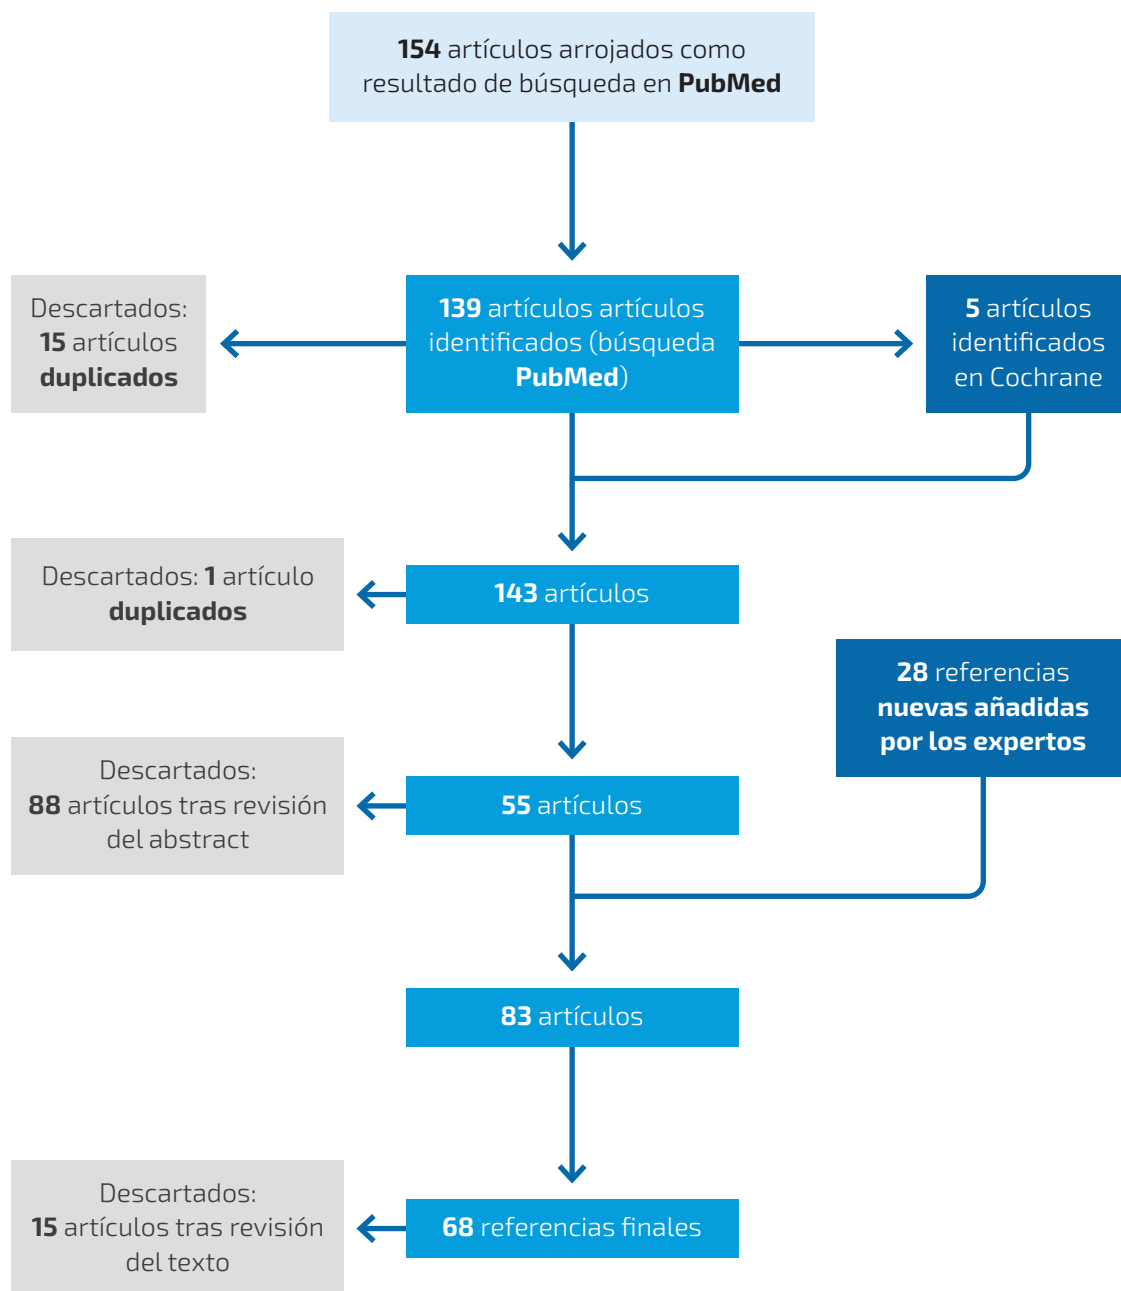 154 artículos arrojados como
resultado de búsqueda en PubMed
Descartados:
15 artículos
duplicados
139 artículos artículos
identificados (búsqueda
PubMed)
5 artículos
identificados
en Cochrane
Descartados: 1 artículo
duplicados
143 artículos
28 referencias
nuevas añadidas
por los expertos
Descartados:
88 artículos tras revisión
del abstract
55 artículos
83 artículos
Descartados:
15 artículos tras revisión
del texto
68 referencias finales